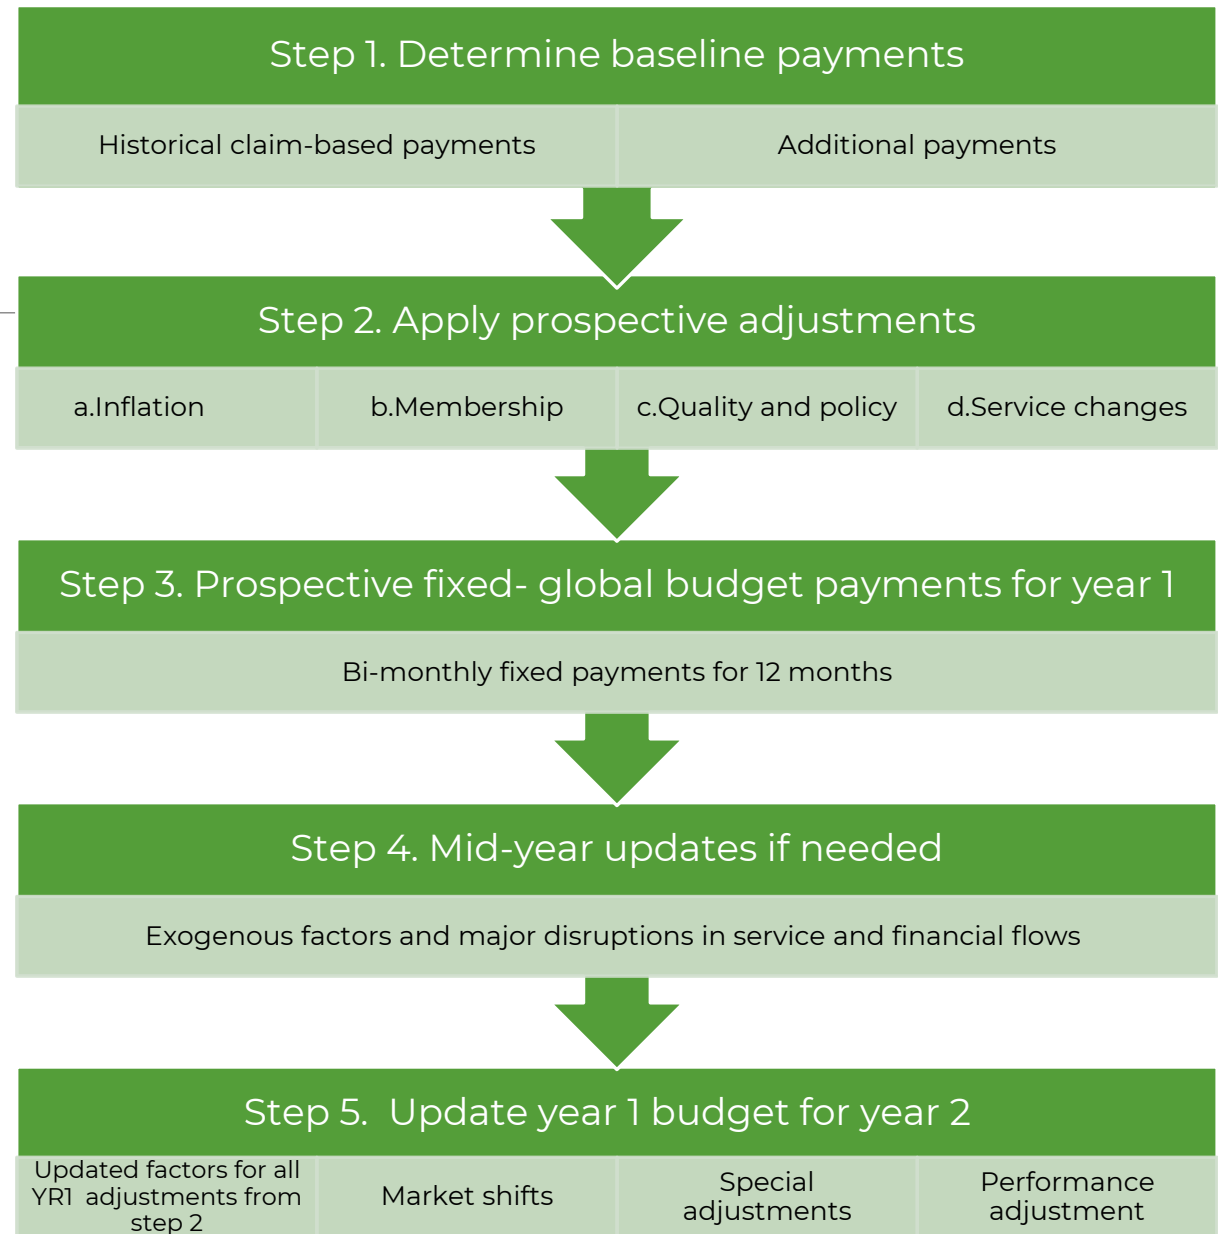 Step 1. Determine baseline payments
Historical claim-based payments
Additional payments
Step 2. Apply prospective adjustments
a.Inflation
b.Membership
c.Quality and policy
d.Service changes
Step 3. Prospective fixed- global budget payments for year 1
Bi-monthly fixed payments for 12 months
Step 4. Mid-year updates if needed
Exogenous factors and major disruptions in service and financial flows
Step 5.  Update year 1 budget for year 2
Updated factors for all
YR1  adjustments from
step 2
Market shifts
Special
adjustments
Performance
adjustment